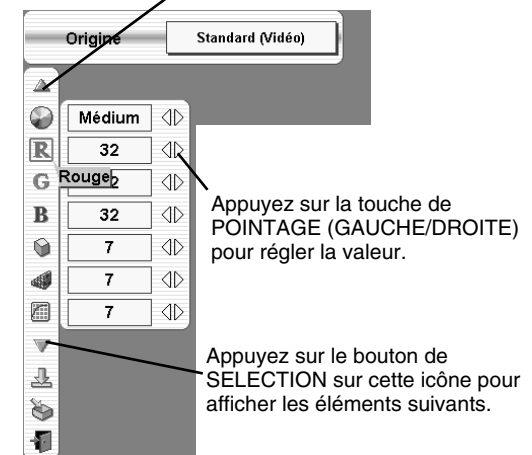 Origine
Standard (Vidéo)
Médium
R
32
G
Rouge
2
B
32
7
7
7
Appuyez sur la touche de
POINTAGE (GAUCHE/DROITE)
pour régler la valeur.
Appuyez sur le bouton de
SELECTION sur cette icône pour
afficher les éléments suivants.